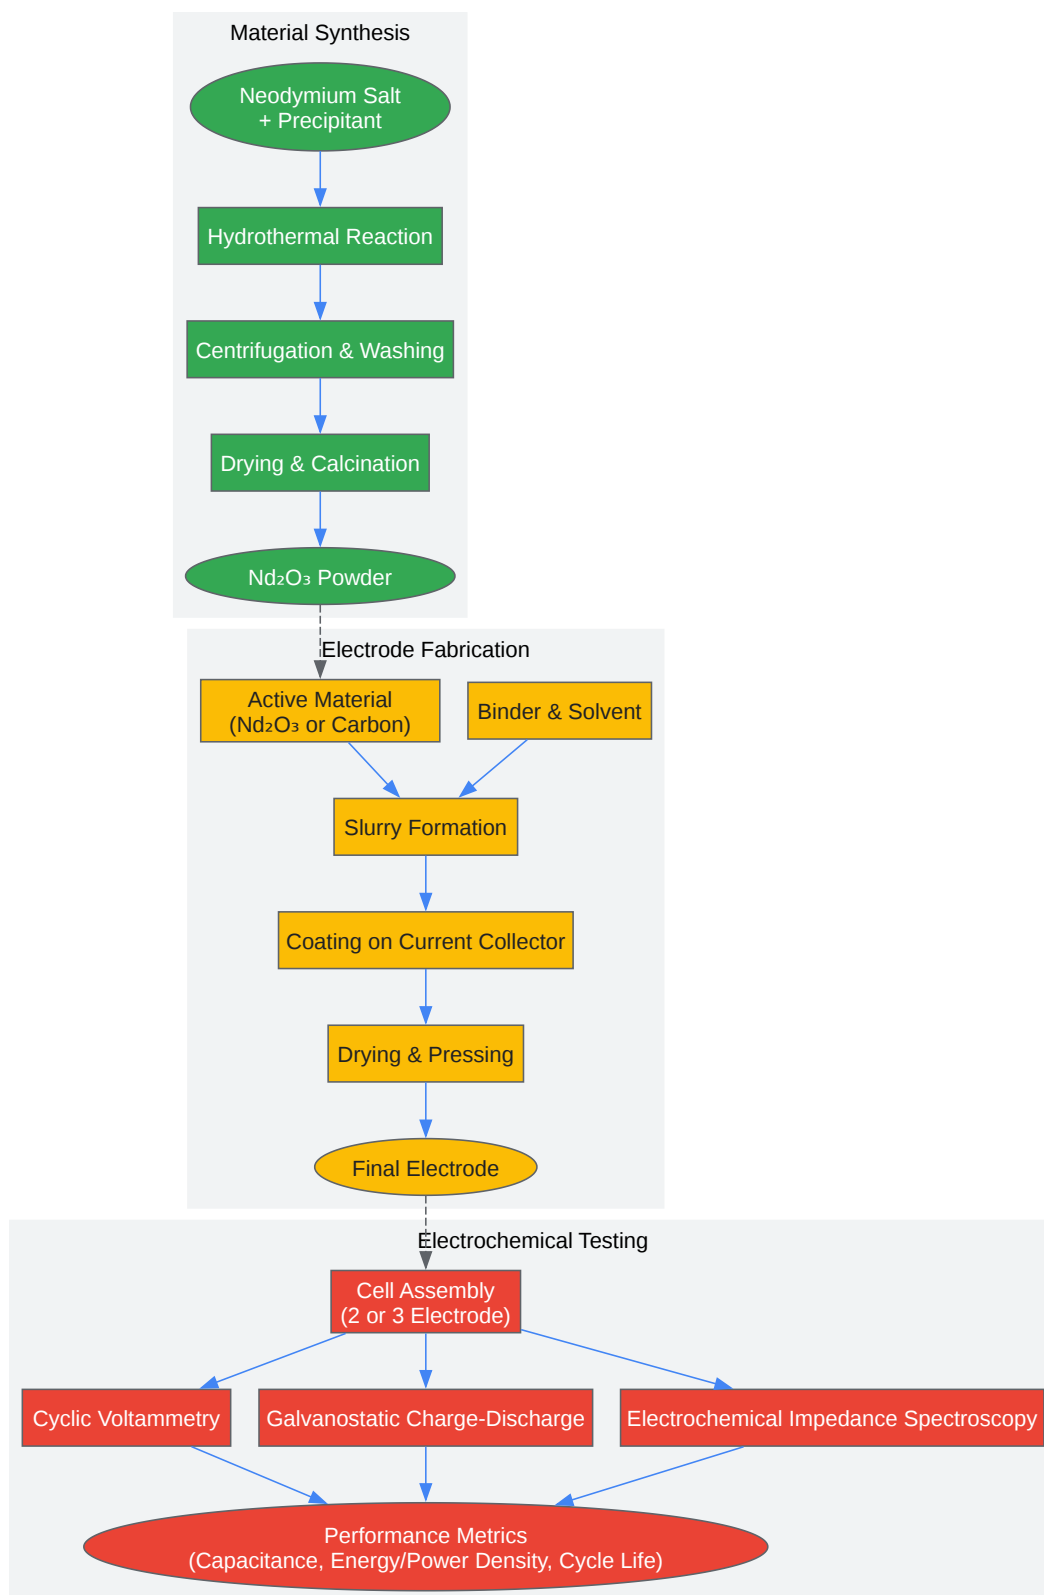 Material Synthesis
Neodymium Salt
+ Precipitant
Hydrothermal Reaction
Centrifugation & Washing
Drying & Calcination
Nd₂O₃ Powder
Electrode Fabrication
Active Material
(Nd₂O₃ or Carbon)
Binder & Solvent
Slurry Formation
Coating on Current Collector
Drying & Pressing
Final Electrode
Electrochemical Testing
Cell Assembly
(2 or 3 Electrode)
Cyclic Voltammetry
Galvanostatic Charge-Discharge
Electrochemical Impedance Spectroscopy
Performance Metrics
(Capacitance, Energy/Power Density, Cycle Life)